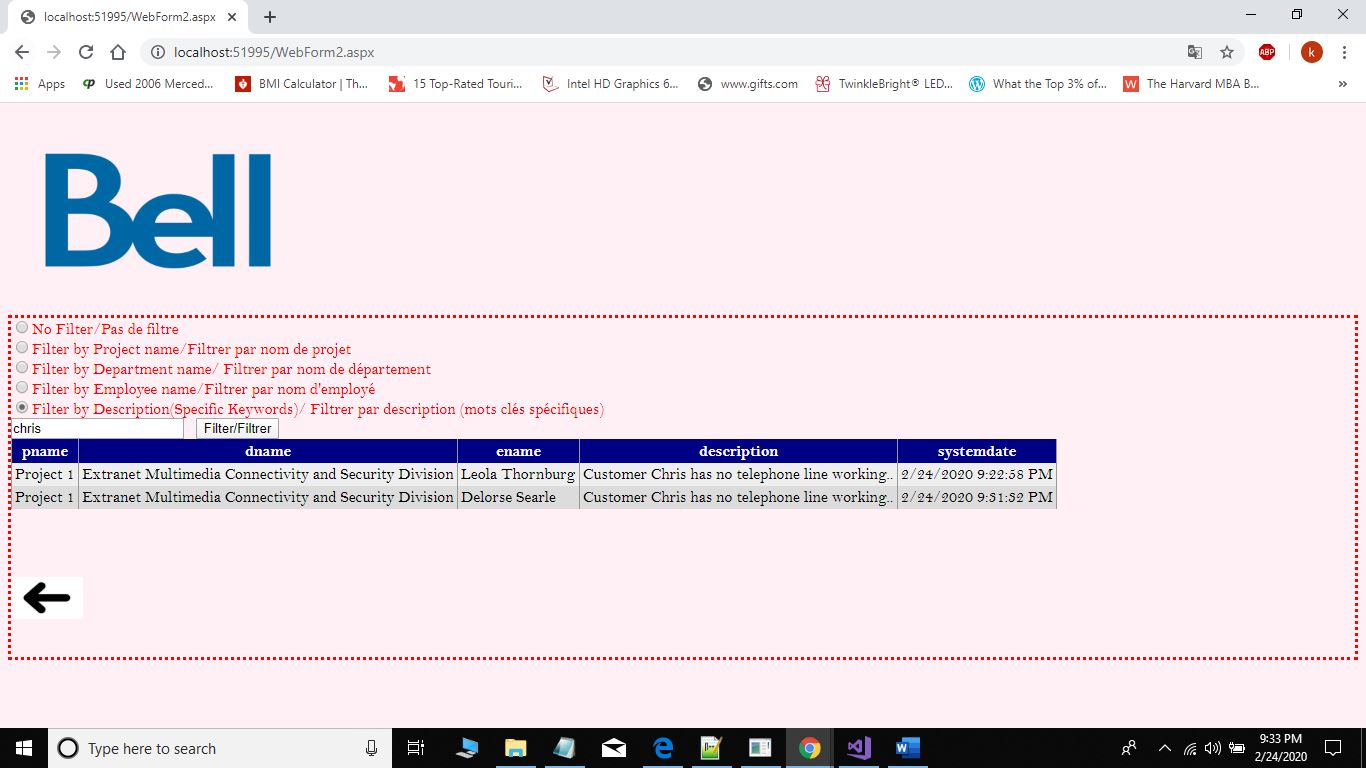 localhost:51995/WebForm2.aspx
localhost:51995/WebForm2.aspx
ABP
k
Apps
cp
Used 2006 Merced...
BMI Calculator | Th...
15 Top-Rated Touri...
Intel HD Graphics 6...
www.gifts.com
TwinkleBright® LED...
What the Top 3% of...
W
The Harvard MBA B...
»
Bell
No Filter/Pas de filtre
Filter by Project name/Filtrer par nom de projet
Filter by Department name/ Filtrer par nom de département
Filter by Employee name/Filtrer par nom d'employé
Filter by Description(Specific Keywords)/ Filtrer par description (mots clés spécifiques)
chris Filter/Filtrer
pname dname ename description systemdate
Project 1 Extranet Multimedia Connectivity and Security Division Leola Thornburg Customer Chris has no telephone line working.. 2/24/2020 9:22:58 PM
Project 1 Extranet Multimedia Connectivity and Security Division Delorse Searle Customer Chris has no telephone line working.. 2/24/2020 9:31:32 PM
Type here to search
9:33 PM
2/24/2020